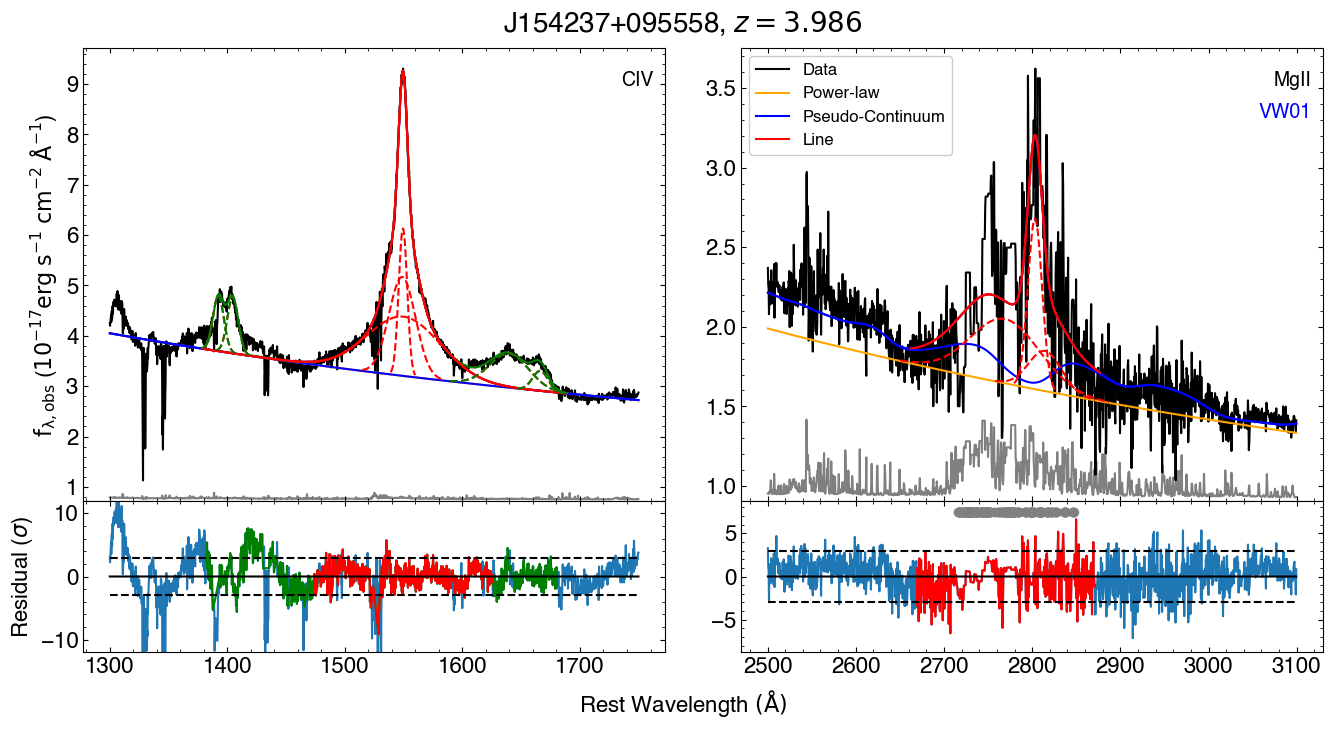 J154237+095558, z = 3.986
CIV
MgII
VW01
Data
Power-law
Pseudo-Continuum
Line
f_λ,obs (10⁻¹⁷erg s⁻¹ cm⁻² Å⁻¹)
9
8
7
6
5
4
3
2
1
3.5
3.0
2.5
2.0
1.5
1.0
Residual (σ)
10
0
−10
5
0
−5
1300 1400 1500 1600 1700
2500 2600 2700 2800 2900 3000 3100
Rest Wavelength (Å)